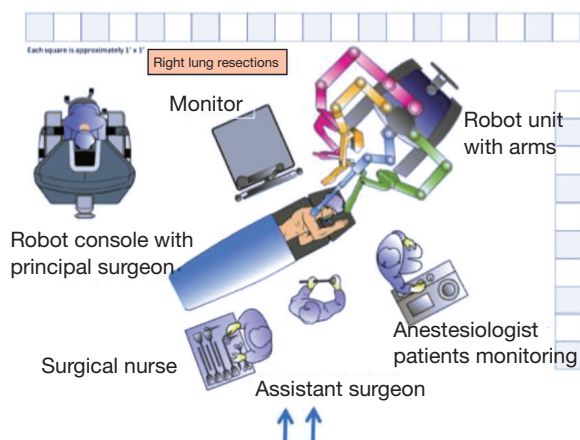 Each square is approximately 1' x 1'
Right lung resections
Monitor
Robot unit
with arms
Robot console with
principal surgeon
Anestesiologist
patients monitoring
Surgical nurse
Assistant surgeon